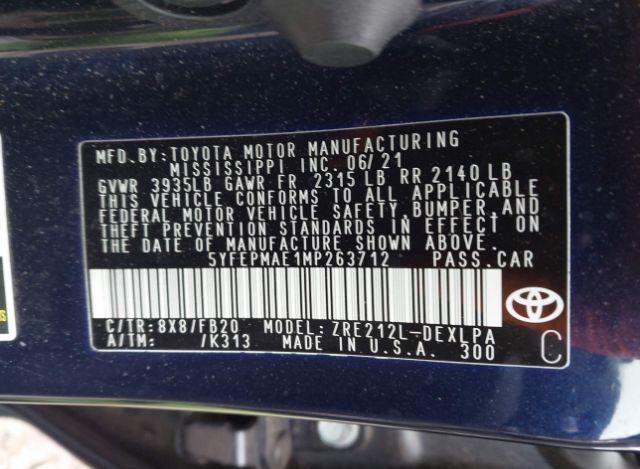 MFD.BY:TOYOTA MOTOR MANUFACTURING
MISSISSIPPI INC. 06/21
GVWR 3935LB GAWR FR 2315 LB RR 2140 LB
THIS VEHICLE CONFORMS TO ALL APPLICABLE
FEDERAL MOTOR VEHICLE SAFETY, BUMPER, AND
THEFT PREVENTION STANDARDS IN EFFECT ON
THE DATE OF MANUFACTURE SHOWN ABOVE.
5YFEPMAE1MP263712 PASS.CAR
C/TR:8X8/FB20 MODEL: ZRE212L-DEXLPA
A/TM: /K313 MADE IN U.S.A. 300
C